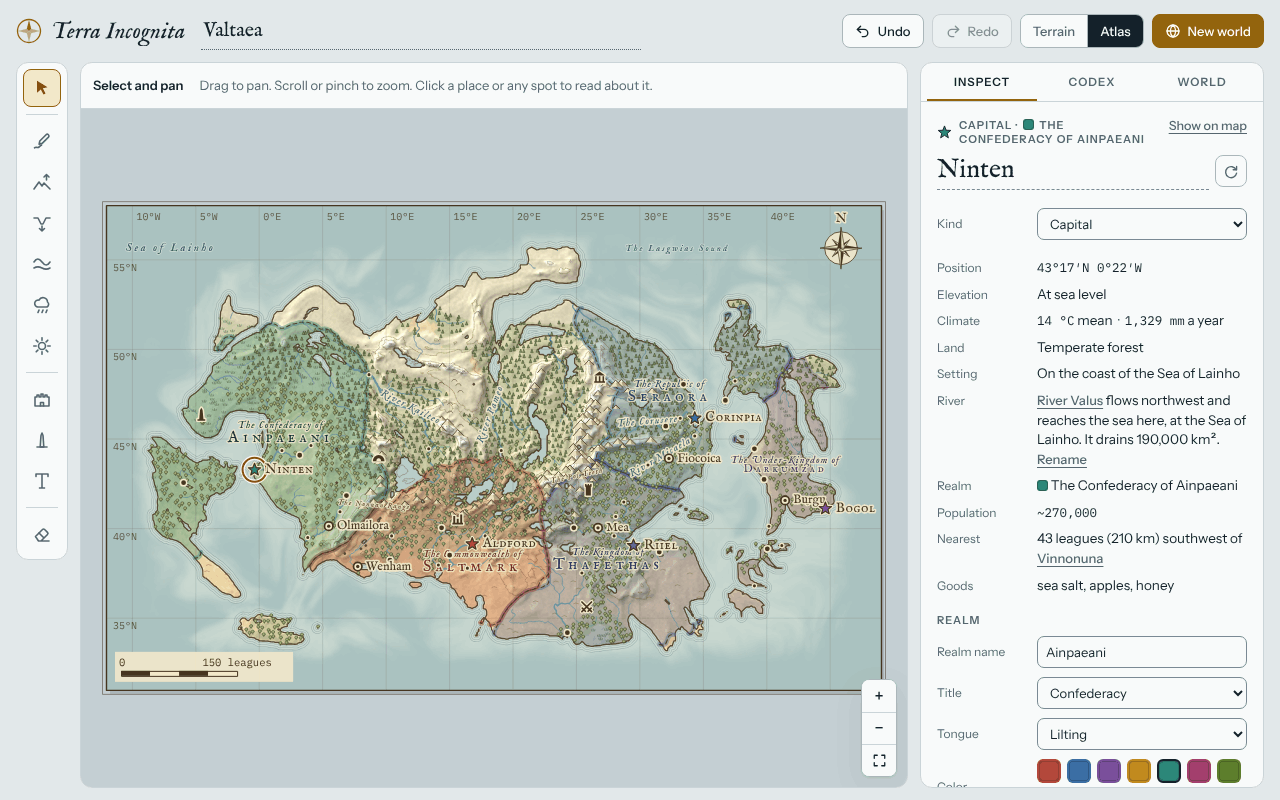 Terra Incognita
Valtaea
Undo
Redo
Terrain
Atlas
New world
Select and pan
Drag to pan. Scroll or pinch to zoom. Click a place or any spot to read about it.
10°W
5°W
0°E
5°E
10°E
15°E
20°E
25°E
30°E
35°E
40°E
N
Sea of Lainho
The Lasgwias Sound
55°N
50°N
45°N
40°N
35°N
The Republic of
SERAORA
CORINPIA
The Confederacy of
AINPAEANI
NINTEN
Fiocoica
The Under-Kingdom of
DARKUMZAD
Burgu
BOGOL
Olmailora
Mea
ALDFORD
RIIEL
The Commonwealth of
SALTMARK
Wenham
The Kingdom of
THAFETHAS
0
150 leagues
+
−
INSPECT
CODEX
WORLD
CAPITAL · THE
CONFEDERACY OF AINPAEANI
Show on map
Ninten
Kind
Capital
Position
43°17′N 0°22′W
Elevation
At sea level
Climate
14 °C mean · 1,329 mm a year
Land
Temperate forest
Setting
On the coast of the Sea of Lainho
River
River Valus flows northwest and
reaches the sea here, at the Sea of
Lainho. It drains 190,000 km².
Rename
Realm
The Confederacy of Ainpaeani
Population
~270,000
Nearest
43 leagues (210 km) southwest of
Vinnonuna
Goods
sea salt, apples, honey
REALM
Realm name
Ainpaeani
Title
Confederacy
Tongue
Lilting
Color